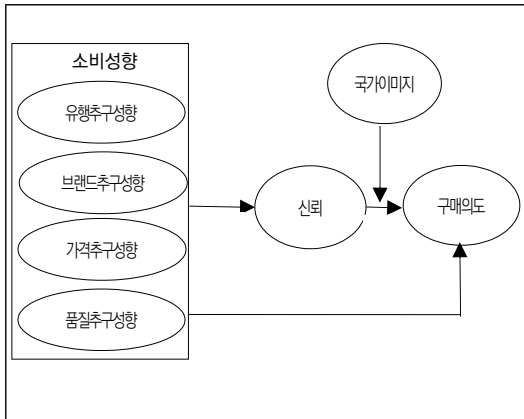 소비성향
유행추구성향
브랜드추구성향
가격추구성향
품질추구성향
국가이미지
신뢰
구매의도